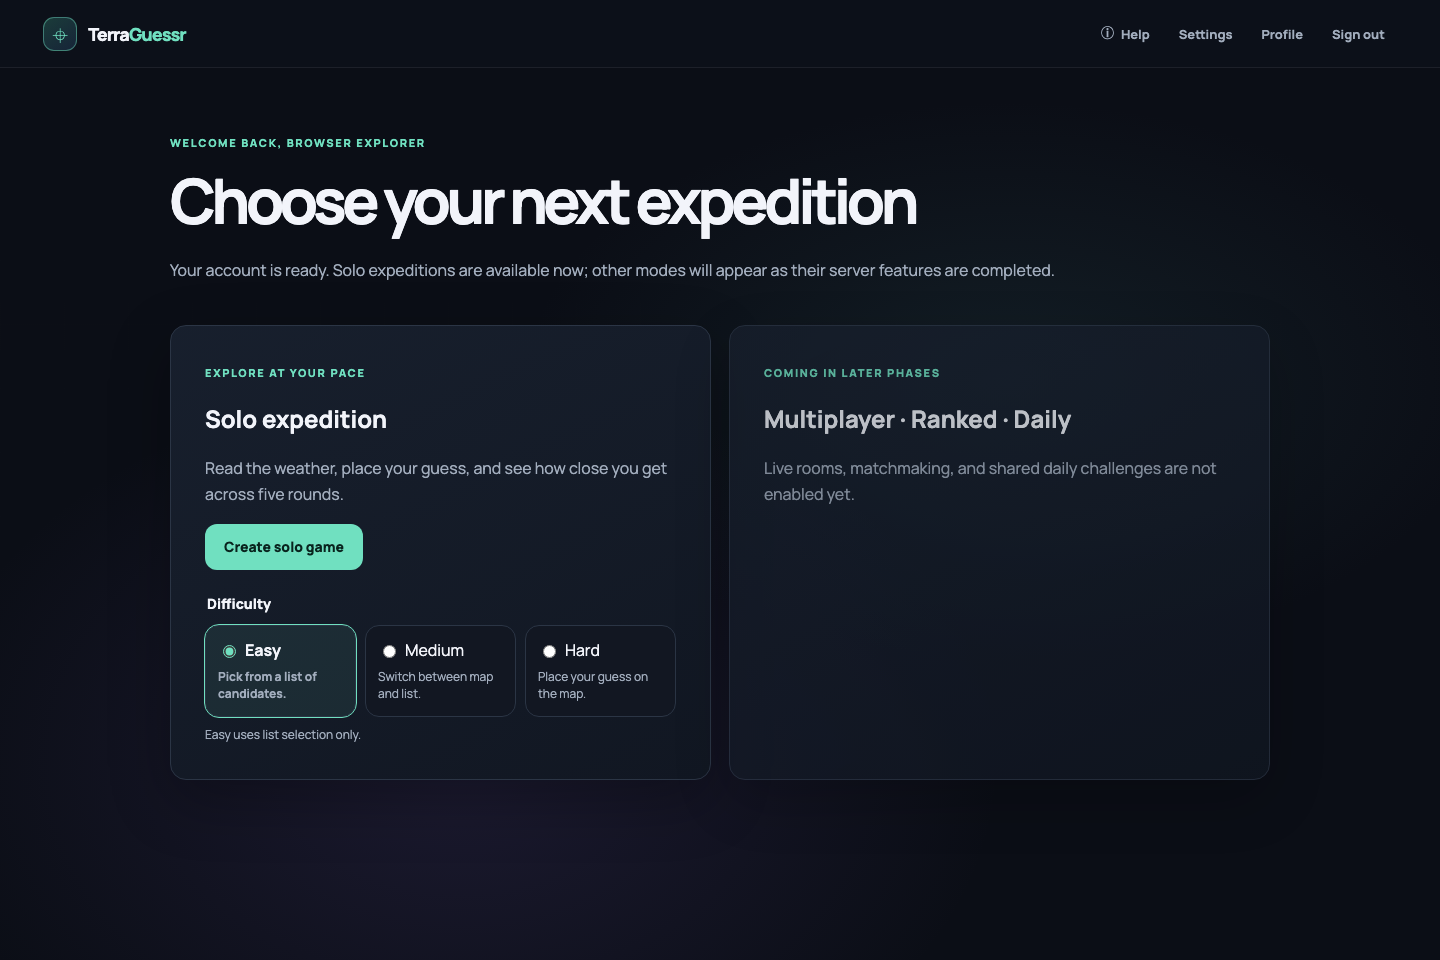 TerraGuessr
Help
Settings
Profile
Sign out
WELCOME BACK, BROWSER EXPLORER
Choose your next expedition
Your account is ready. Solo expeditions are available now; other modes will appear as their server features are completed.
EXPLORE AT YOUR PACE
Solo expedition
Read the weather, place your guess, and see how close you get
across five rounds.
Create solo game
Difficulty
Easy
Pick from a list of
candidates.
Medium
Switch between map
and list.
Hard
Place your guess on
the map.
Easy uses list selection only.
COMING IN LATER PHASES
Multiplayer · Ranked · Daily
Live rooms, matchmaking, and shared daily challenges are not
enabled yet.